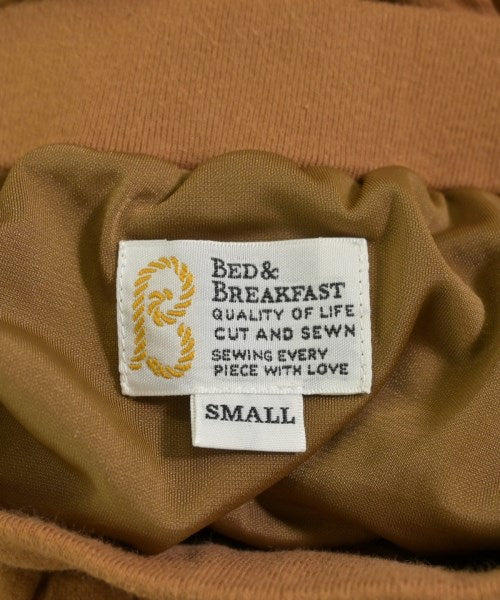 BED &
BREAKFAST
QUALITY OF LIFE
CUT AND SEWN
SEWING EVERY
PIECE WITH LOVE
SMALL